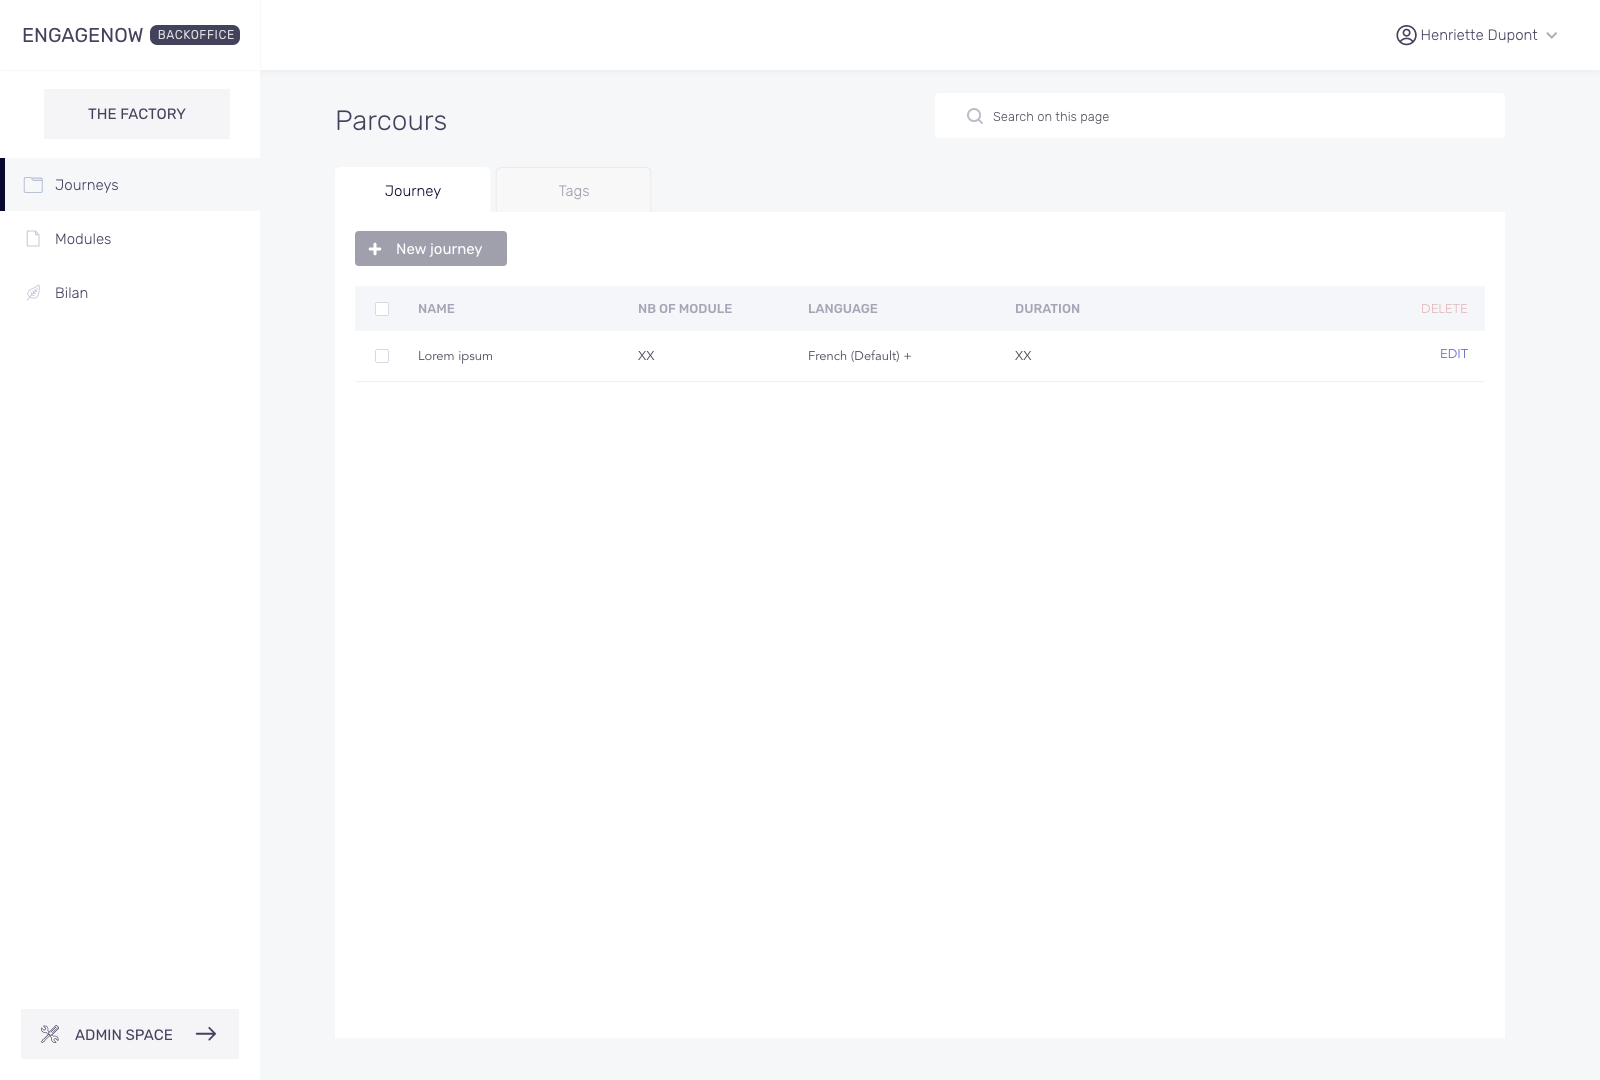 ENGAGENOW BACKOFFICE
Henriette Dupont
THE FACTORY
Journeys
Modules
Bilan
ADMIN SPACE
Parcours
Search on this page
Journey Tags
+ New journey
NAME NB OF MODULE LANGUAGE DURATION DELETE
Lorem ipsum XX French (Default) + XX EDIT